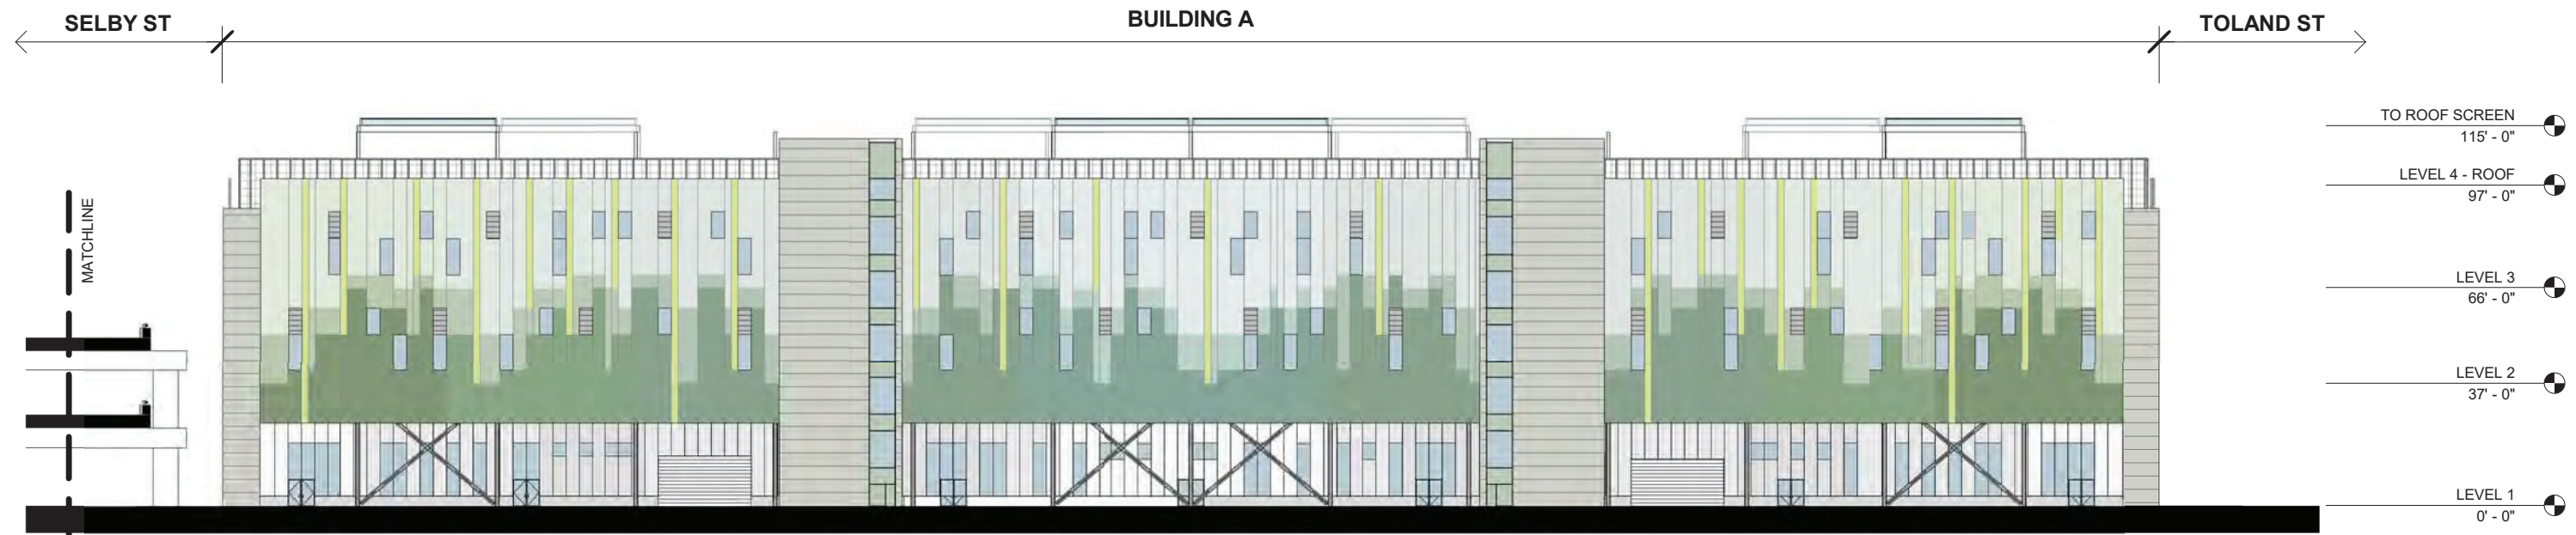 SELBY ST
BUILDING A
TOLAND ST
MATCHLINE
TO ROOF SCREEN
115' - 0"
LEVEL 4 - ROOF
97' - 0"
LEVEL 3
66' - 0"
LEVEL 2
37' - 0"
LEVEL 1
0' - 0"